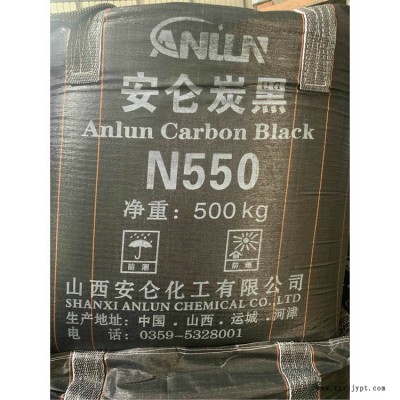 ANLUN
安仑炭黑
Anlun Carbon Black
N550
净重：500kg
防潮
防晒
山西安仑化工有限公司
SHANXI ANLUN CHEMICAL CO.,LTD
生产地址：中国．山西．运城．河津
电　话：0359-5328001